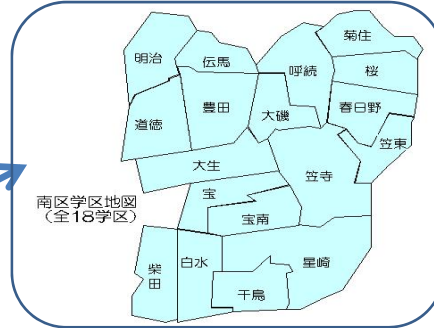 菊住
明治
伝馬
呼続
桜
道徳
豊田
大磯
春日野
笠東
大生
笠寺
宝
南区学区地図
(全18学区)
宝南
柴田
白水
星崎
千鳥